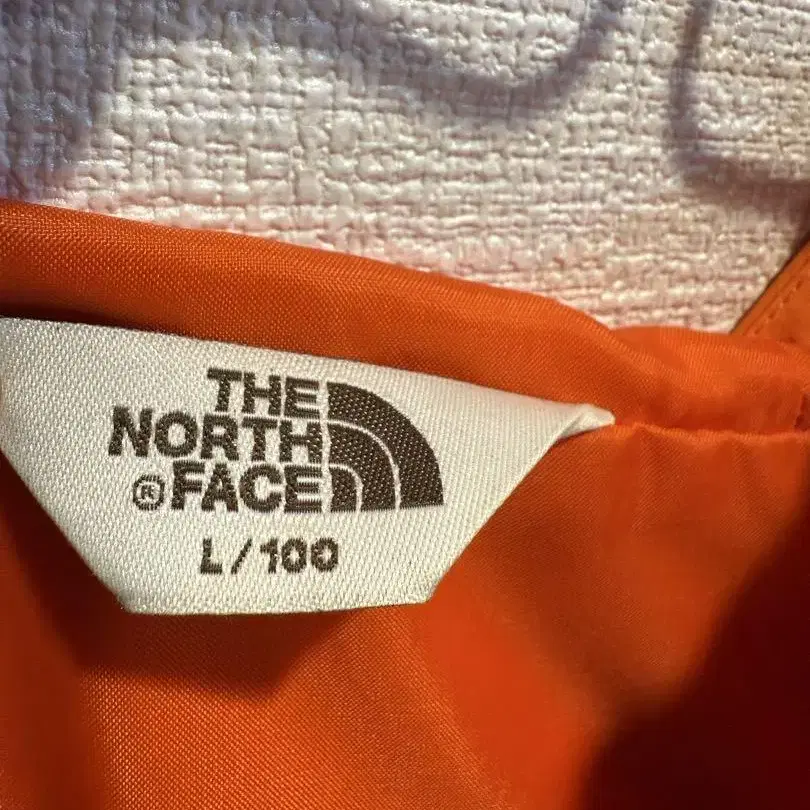 THE
NORTH
® FACE
L/100